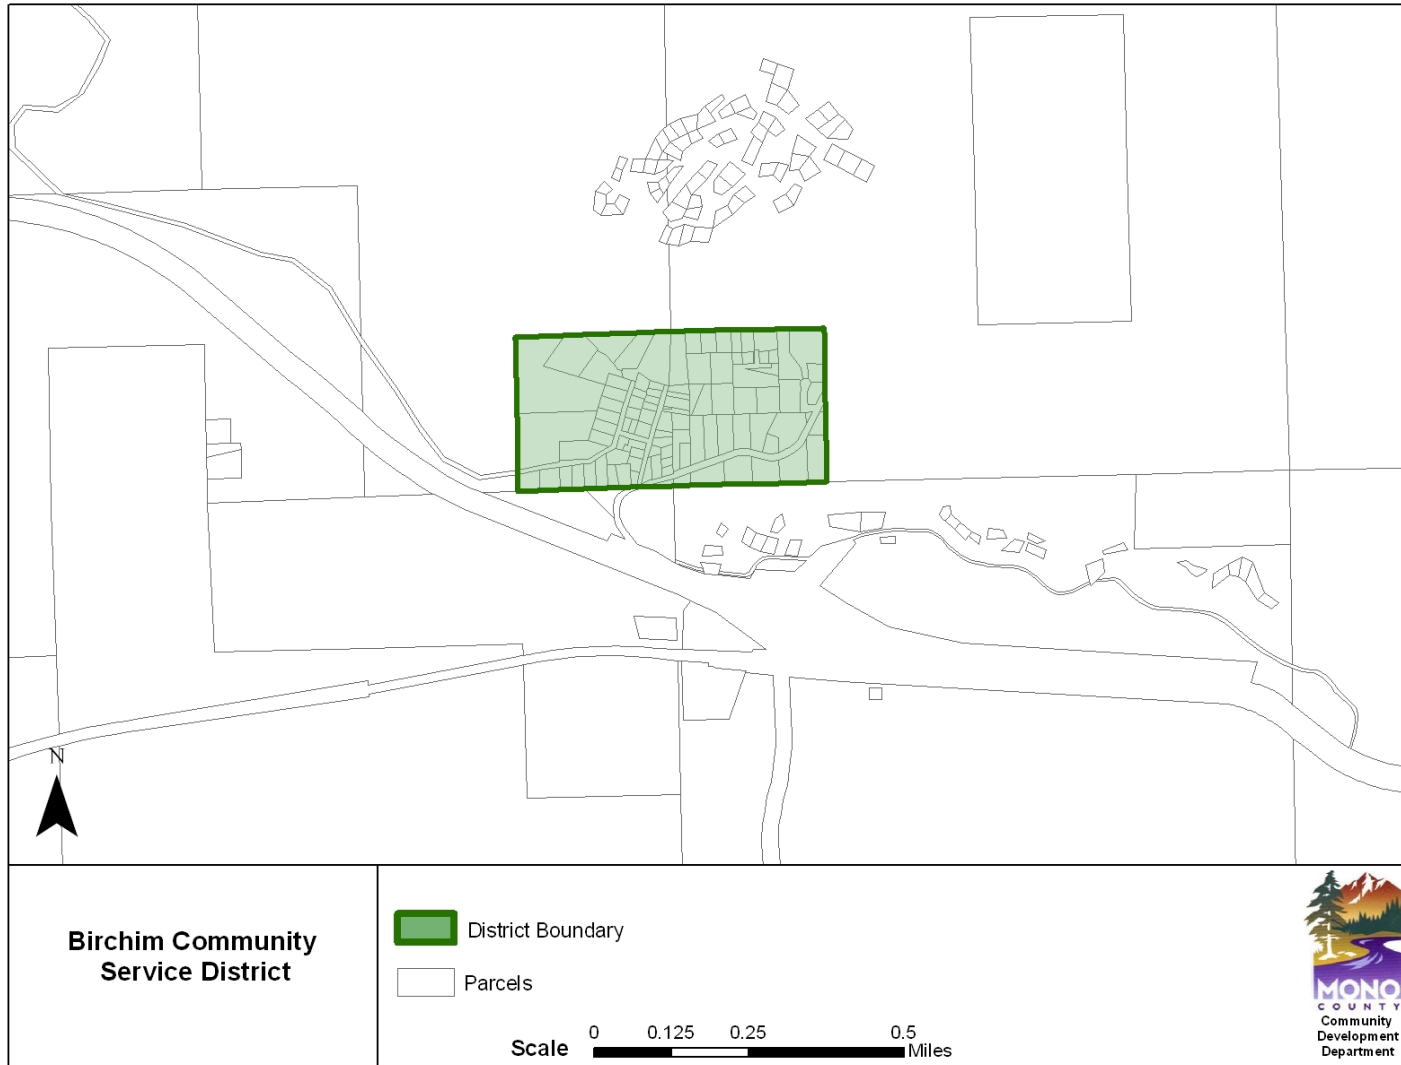 N
Birchim Community
Service District
District Boundary
Parcels
Scale
0 0.125 0.25 0.5
Miles
MONO
COUNTY
Community
Development
Department